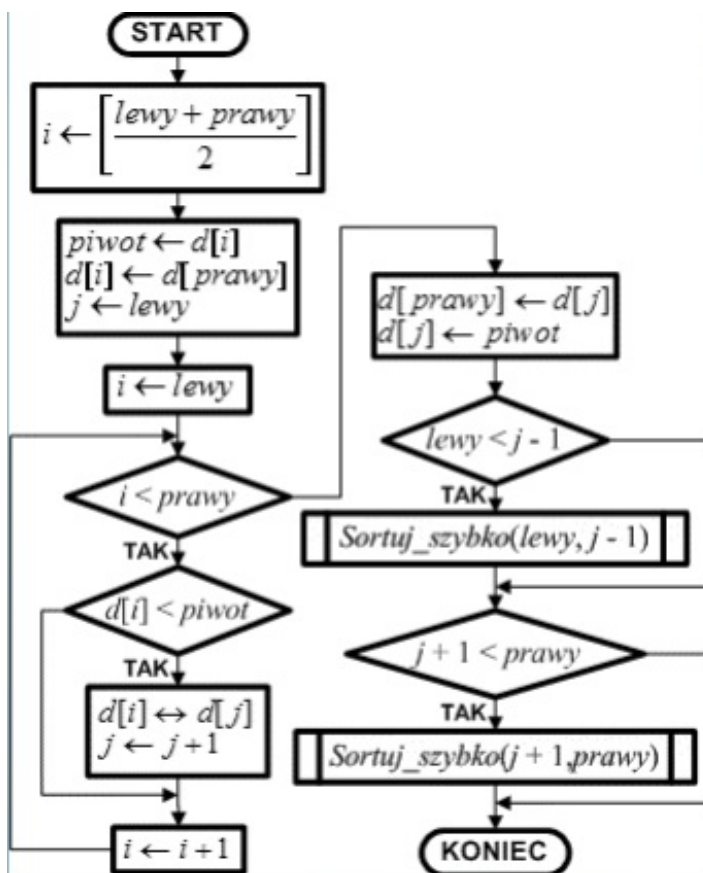 START
i ← [(lewy + prawy) / 2]
piwot ← d[i]
d[i] ← d[prawy]
j ← lewy
i ← lewy
i < prawy
TAK
d[i] < piwot
TAK
d[i] ↔ d[j]
j ← j + 1
i ← i + 1
d[prawy] ← d[j]
d[j] ← piwot
lewy < j - 1
TAK
Sortuj_szybko(lewy, j - 1)
j + 1 < prawy
TAK
Sortuj_szybko(j + 1,prawy)
KONIEC